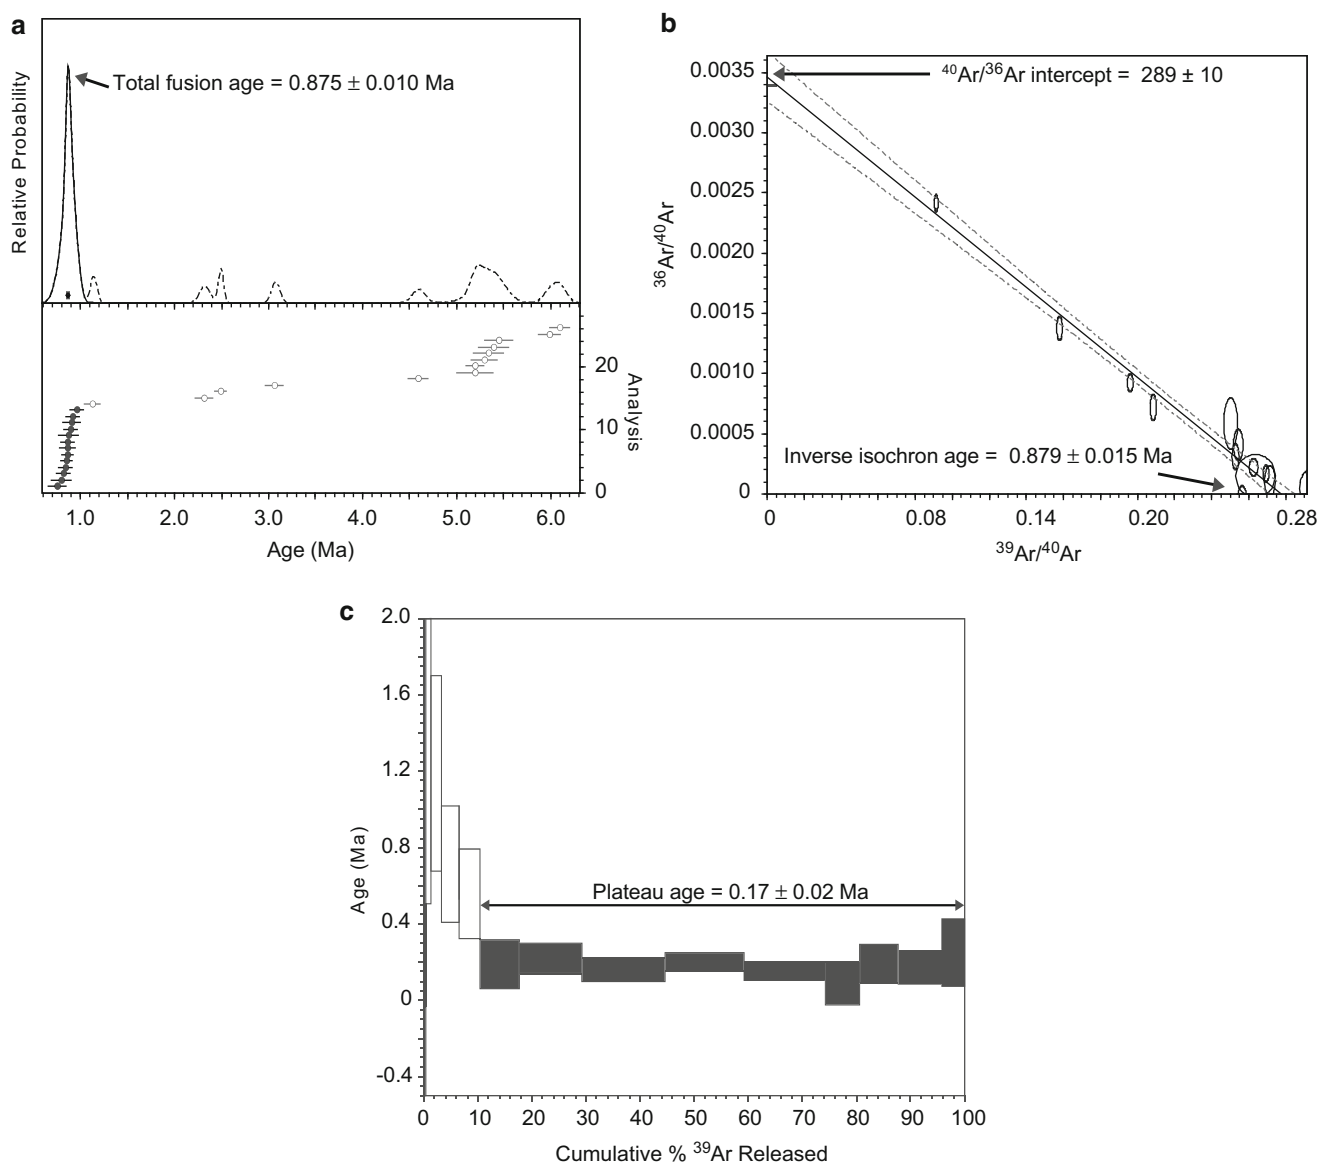 a
Relative Probability
Total fusion age = 0.875 ± 0.010 Ma
20
10
0
Analysis
1.0 2.0 3.0 4.0 5.0 6.0
Age (Ma)
b
0.0035
0.0030
0.0025
0.0020
0.0015
0.0010
0.0005
0
³⁶Ar/⁴⁰Ar
⁴⁰Ar/³⁶Ar intercept = 289 ± 10
Inverse isochron age = 0.879 ± 0.015 Ma
0 0.08 0.14 0.20 0.28
³⁹Ar/⁴⁰Ar
c
2.0
1.6
1.2
0.8
0.4
0
-0.4
Age (Ma)
Plateau age = 0.17 ± 0.02 Ma
0 10 20 30 40 50 60 70 80 90 100
Cumulative % ³⁹Ar Released